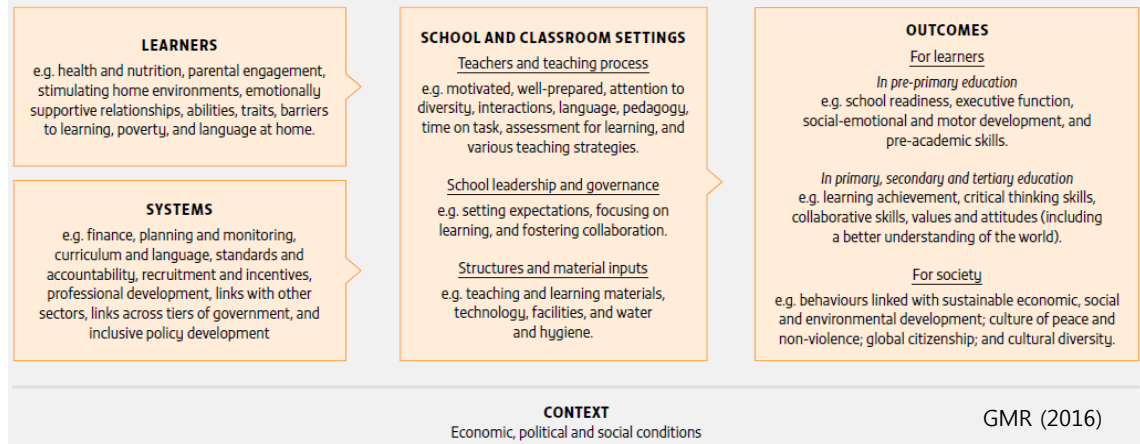 LEARNERS
e.g. health and nutrition, parental engagement,
stimulating home environments, emotionally
supportive relationships, abilities, traits, barriers
to learning, poverty, and language at home.
SYSTEMS
e.g. finance, planning and monitoring,
curriculum and language, standards and
accountability, recruitment and incentives,
professional development, links with other
sectors, links across tiers of government, and
inclusive policy development
SCHOOL AND CLASSROOM SETTINGS
Teachers and teaching process
e.g. motivated, well-prepared, attention to
diversity, interactions, language, pedagogy,
time on task, assessment for learning, and
various teaching strategies.
School leadership and governance
e.g. setting expectations, focusing on
learning, and fostering collaboration.
Structures and material inputs
e.g. teaching and learning materials,
technology, facilities, and water
and hygiene.
OUTCOMES
For learners
In pre-primary education
e.g. school readiness, executive function,
social-emotional and motor development, and
pre-academic skills.
In primary, secondary and tertiary education
e.g. learning achievement, critical thinking skills,
collaborative skills, values and attitudes (including
a better understanding of the world).
For society
e.g. behaviours linked with sustainable economic, social
and environmental development; culture of peace and
non-violence; global citizenship; and cultural diversity.
CONTEXT
Economic, political and social conditions
GMR (2016)